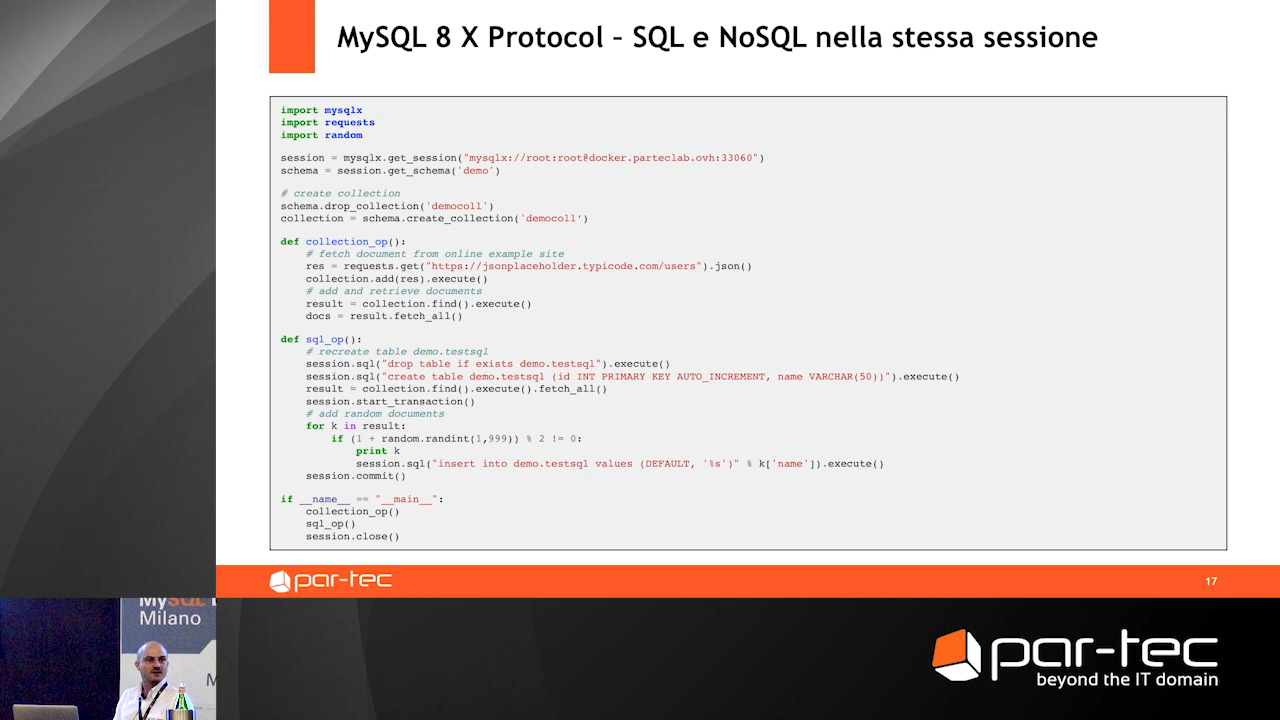 MySQL 8 X Protocol – SQL e NoSQL nella stessa sessione
import mysqlx
import requests
import random
session = mysqlx.get_session("mysqlx://root:root@docker.parteclab.ovh:33060")
schema = session.get_schema('demo')
# create collection
schema.drop_collection('democoll')
collection = schema.create_collection('democoll‘)
def collection_op():
    # fetch document from online example site
    res = requests.get("https://jsonplaceholder.typicode.com/users").json()
    collection.add(res).execute()
    # add and retrieve documents
    result = collection.find().execute()
    docs = result.fetch_all()
def sql_op():
    # recreate table demo.testsql
    session.sql("drop table if exists demo.testsql").execute()
    session.sql("create table demo.testsql (id INT PRIMARY KEY AUTO_INCREMENT, name VARCHAR(50))").execute()
    result = collection.find().execute().fetch_all()
    session.start_transaction()
    # add random documents
    for k in result:
        if (1 + random.randint(1,999)) % 2 != 0:
            print k
            session.sql("insert into demo.testsql values (DEFAULT, '%s')" % k['name']).execute()
    session.commit()
if __name__ == "__main__":
    collection_op()
    sql_op()
    session.close()
par-tec
17
MySQL
Milano
M
par-tec
beyond the IT domain